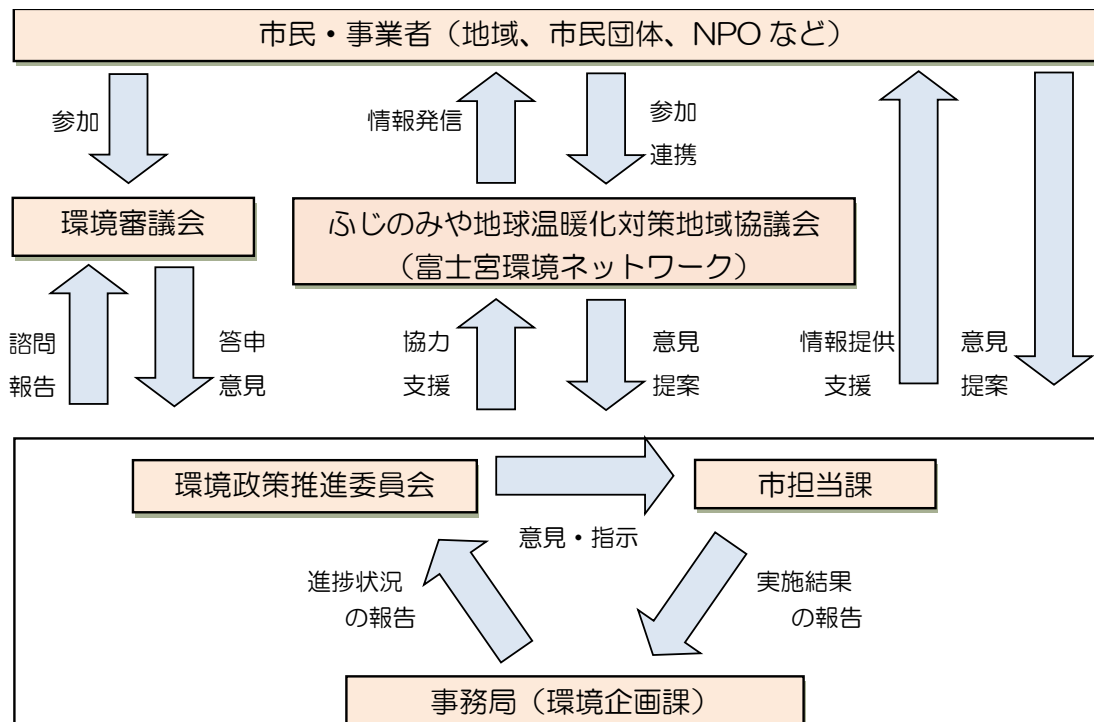 市民・事業者（地域、市民団体、NPO など）
参加
情報発信
参加
連携
環境審議会
ふじのみや地球温暖化対策地域協議会
（富士宮環境ネットワーク）
諮問
報告
答申
意見
協力
支援
意見
提案
情報提供
支援
意見
提案
環境政策推進委員会
市担当課
意見・指示
進捗状況
の報告
実施結果
の報告
事務局（環境企画課）